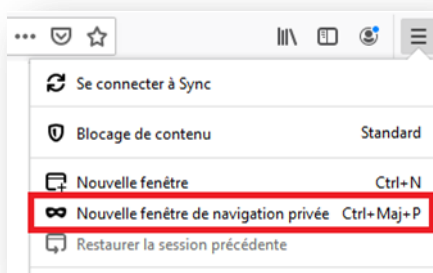 Se connecter à Sync
Blocage de contenu Standard
Nouvelle fenêtre Ctrl+N
Nouvelle fenêtre de navigation privée Ctrl+Maj+P
Restaurer la session précédente